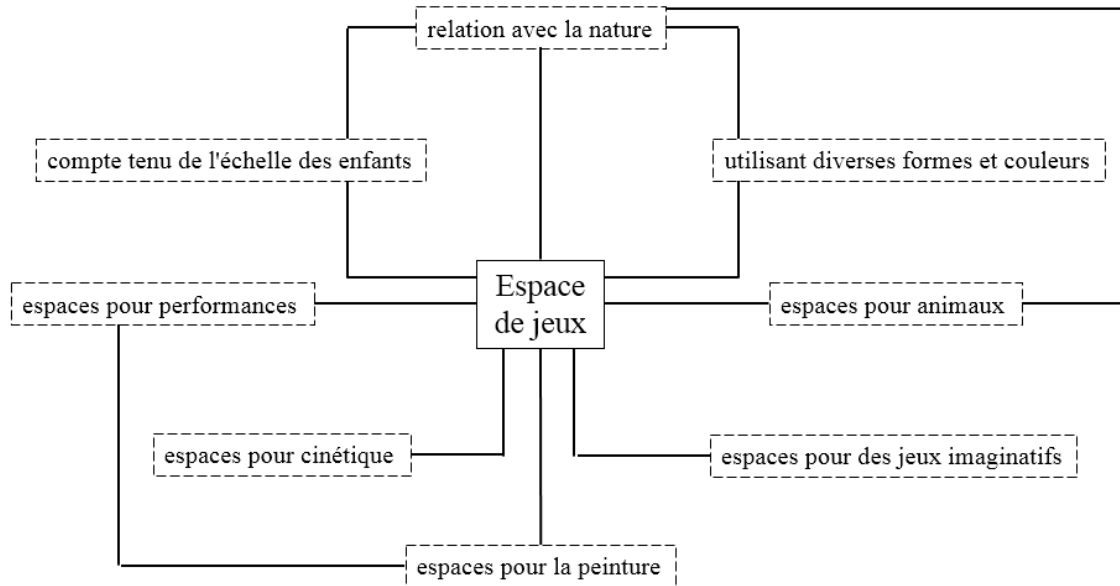 relation avec la nature
compte tenu de l'échelle des enfants
utilisant diverses formes et couleurs
Espace
de jeux
espaces pour performances
espaces pour animaux
espaces pour cinétique
espaces pour des jeux imaginatifs
espaces pour la peinture